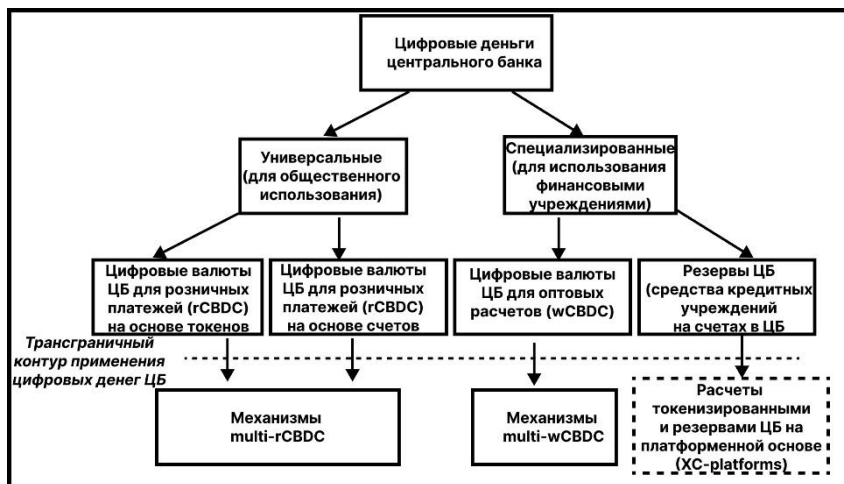 Цифровые деньги
центрального банка
Универсальные
(для общественного
использования)
Специализированные
(для использования
финансовыми
учреждениями)
Цифровые валюты
ЦБ для розничных
платежей (rCBDC)
на основе токенов
Цифровые валюты
ЦБ для розничных
платежей (rCBDC)
на основе счетов
Цифровые валюты
ЦБ для оптовых
расчетов (wCBDC)
Резервы ЦБ
(средства кредитных
учреждений
на счетах в ЦБ
Трансграничный
контур применения
цифровых денег ЦБ
Механизмы
multi-rCBDC
Механизмы
multi-wCBDC
Расчеты
токенизированными
и резервами ЦБ на
платформенной основе
(XC-platforms)